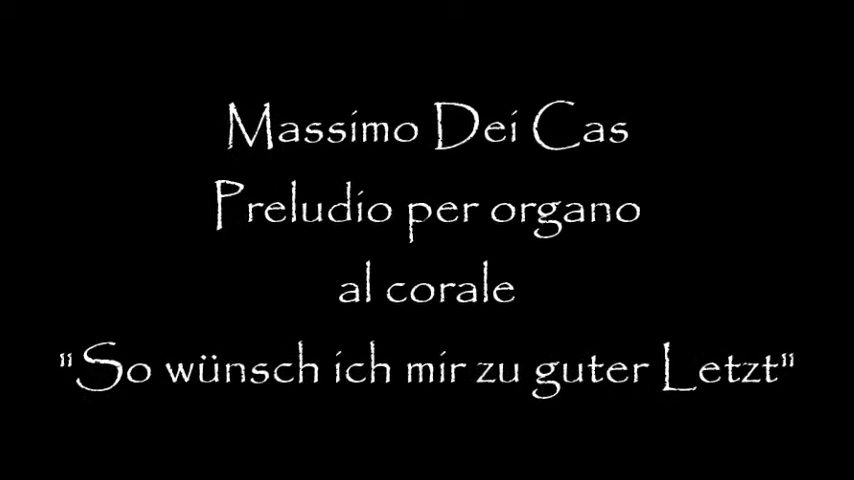 Massimo Dei Cas
Preludio per organo
al corale
"So wünsch ich mir zu guter Letzt"